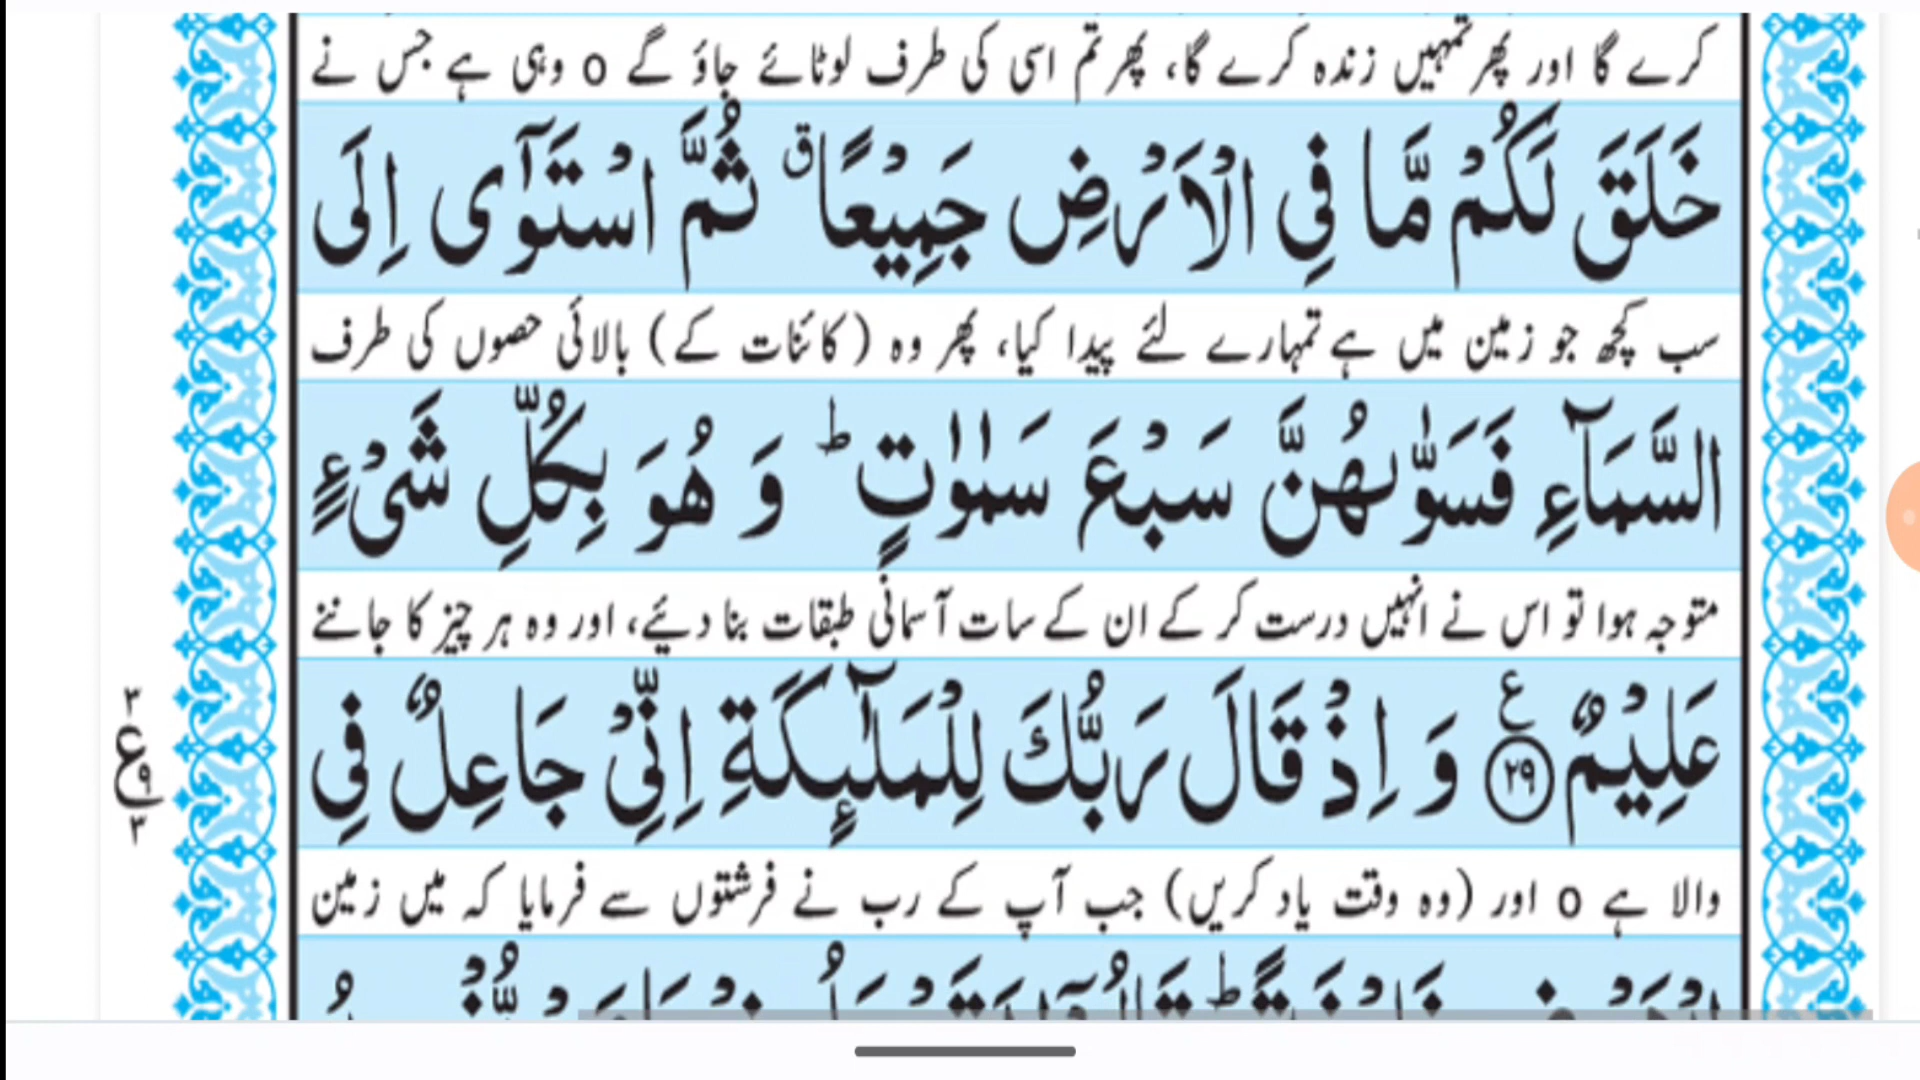 کرے گا اور پھر تمہیں زندہ کرے گا، پھر تم اسی کی طرف لوٹائے جاؤ گے o وہی ہے جس نے
خَلَقَ لَكُمْ مَّا فِی الْاَرْضِ جَمِیْعًا ۗ ثُمَّ اسْتَوٰۤی اِلَی
سب کچھ جو زمین میں ہے تمہارے لئے پیدا کیا، پھر وہ (کائنات کے) بالائی حصوں کی طرف
السَّمَآءِ فَسَوّٰىهُنَّ سَبْعَ سَمٰوٰتٍ ؕ وَ هُوَ بِكُلِّ شَیْءٍ
متوجہ ہوا تو اس نے انہیں درست کر کے ان کے سات آسمانی طبقات بنا دیئے، اور وہ ہر چیز کا جاننے
عَلِیْمٌ ۲۹ ع وَ اِذْ قَالَ رَبُّكَ لِلْمَلٰٓىِٕكَةِ اِنِّیْ جَاعِلٌ فِی
۳
ع
۹
۳
والا ہے o اور (وہ وقت یاد کریں) جب آپ کے رب نے فرشتوں سے فرمایا کہ میں زمین